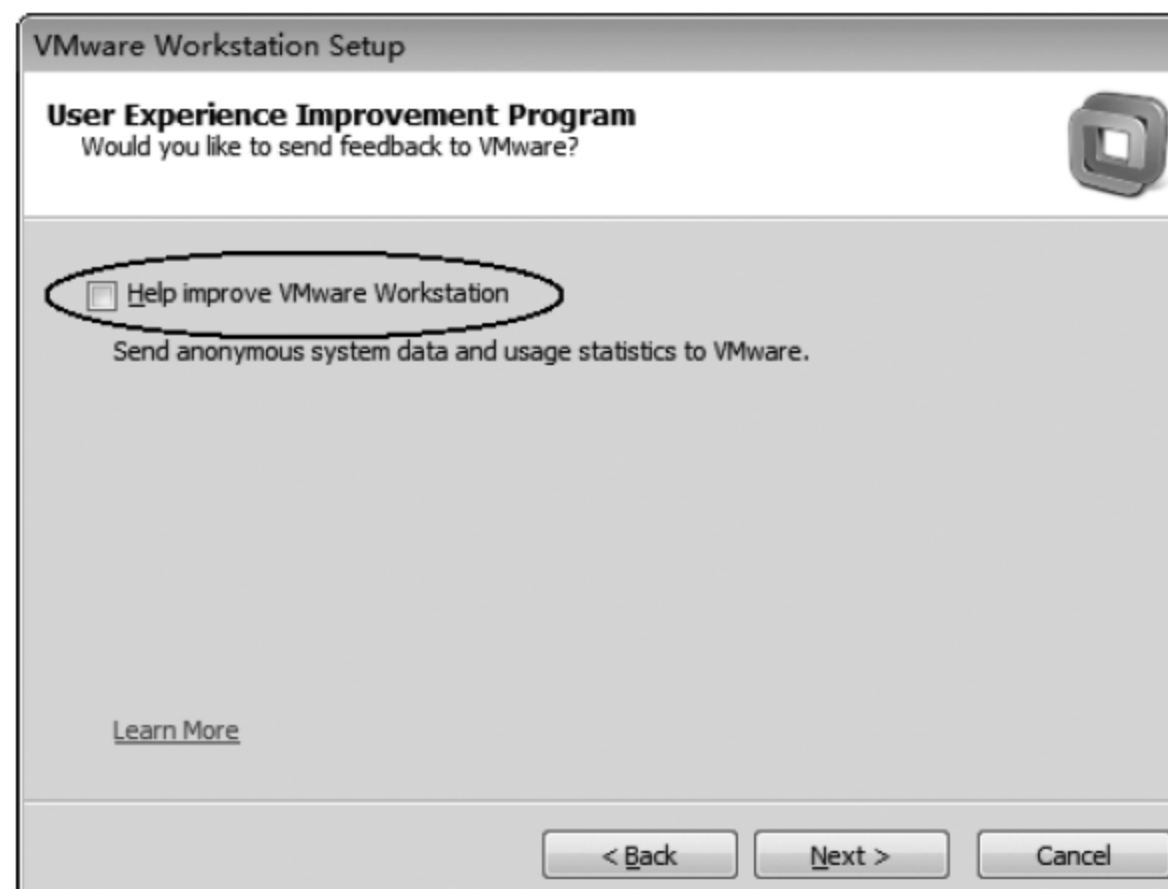 VMware Workstation Setup
User Experience Improvement Program
Would you like to send feedback to VMware?
Help improve VMware Workstation
Send anonymous system data and usage statistics to VMware.
Learn More
< Back Next > Cancel